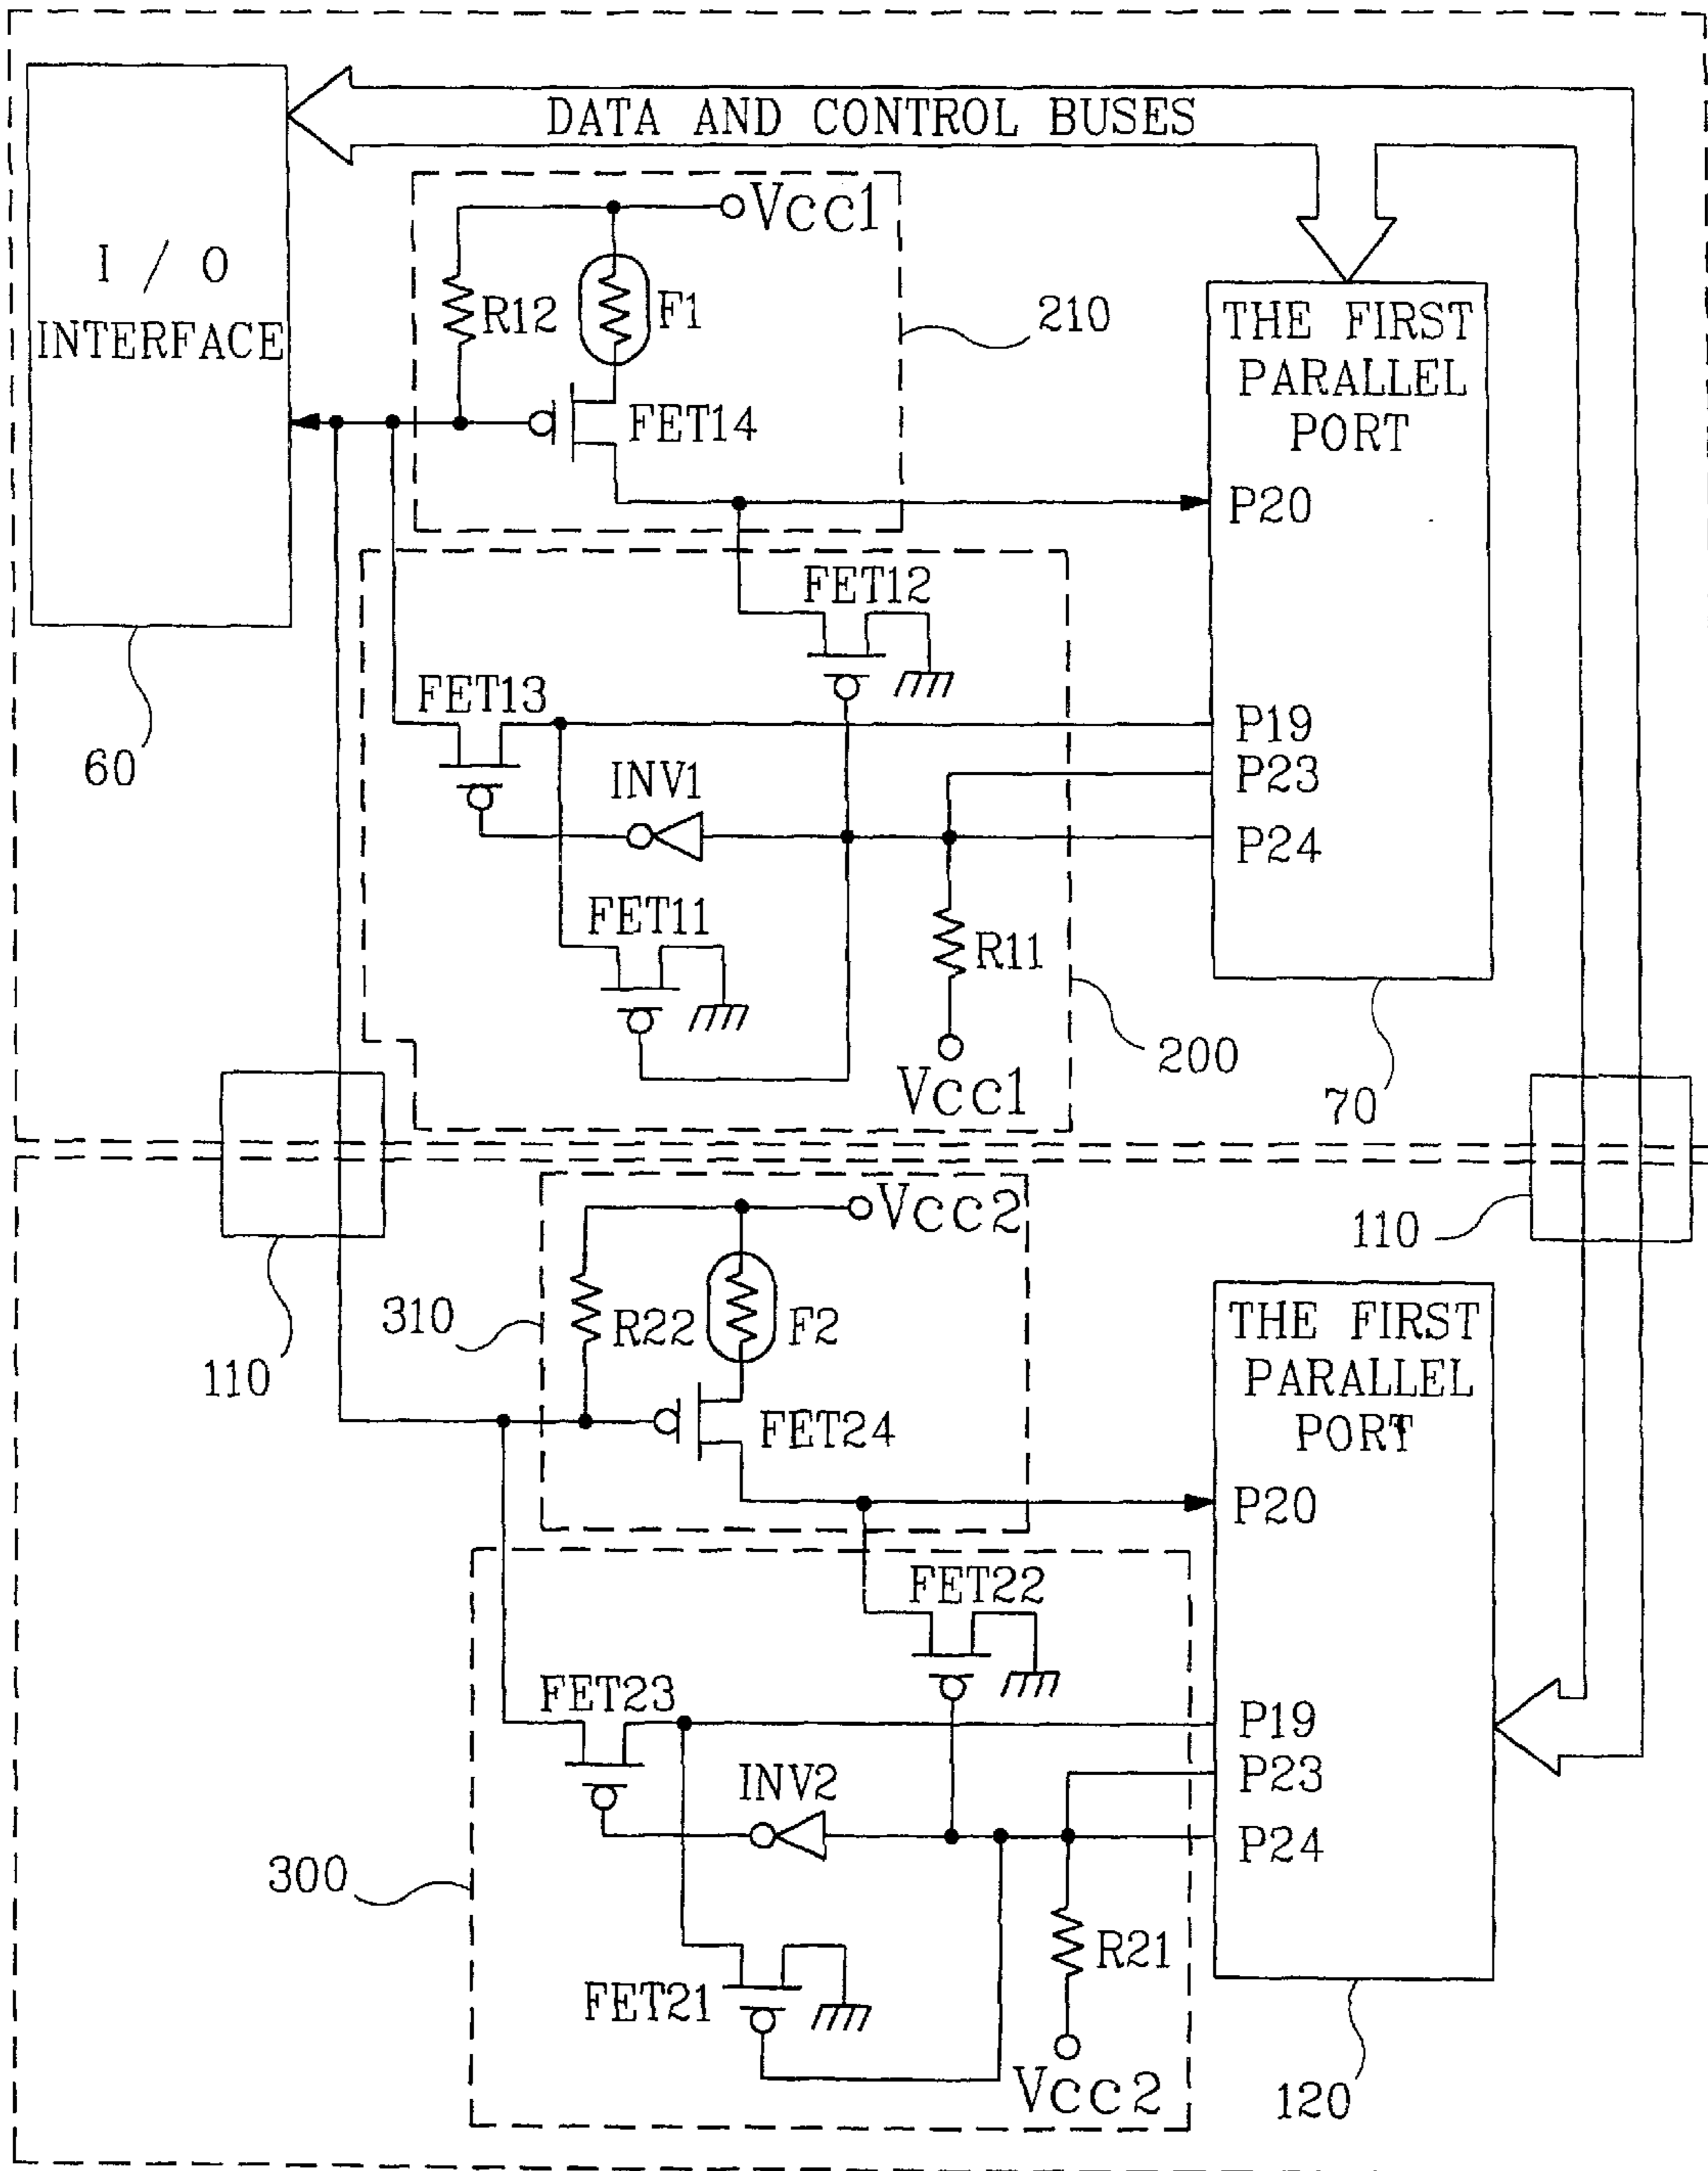 DATA AND CONTROL BUSES
I / O
INTERFACE
Vcc1
R12
F1
210
FET14
THE FIRST
PARALLEL
PORT
P20
FET12
FET13
P19
P23
P24
60
INV1
FET11
R11
200
Vcc1
70
110
110
Vcc2
310
R22
F2
FET24
THE FIRST
PARALLEL
PORT
P20
FET22
FET23
P19
P23
P24
INV2
300
R21
FET21
Vcc2
120